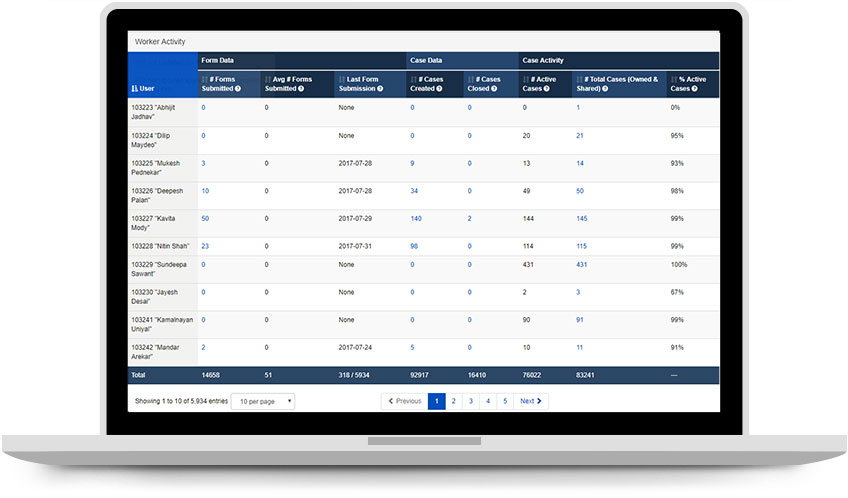 Worker Activity
Form Data Case Data Case Activity
User # Forms Submitted Avg # Forms Submitted Last Form Submission # Cases Created # Cases Closed # Active Cases # Total Cases (Owned & Shared) % Active Cases
103223 "Abhijit Jadhav" 0 0 None 0 0 0 1 0%
103224 "Dilip Maydeo" 0 0 None 0 0 20 21 95%
103225 "Mukesh Pednekar" 3 0 2017-07-28 9 0 13 14 93%
103226 "Deepesh Palan" 10 0 2017-07-28 34 0 49 50 98%
103227 "Kavita Mody" 50 0 2017-07-29 140 2 144 145 99%
103228 "Nitin Shah" 23 0 2017-07-31 98 0 114 115 99%
103229 "Sundeepa Sawant" 0 0 None 0 0 431 431 100%
103230 "Jayesh Desai" 0 0 None 0 0 2 3 67%
103241 "Kamalnayan Uniyal" 0 0 None 0 0 90 91 99%
103242 "Mandar Arekar" 2 0 2017-07-24 5 0 10 11 91%
Total 14658 51 318 / 5934 92917 16410 76022 83241 —
Showing 1 to 10 of 5,934 entries 10 per page Previous 1 2 3 4 5 Next